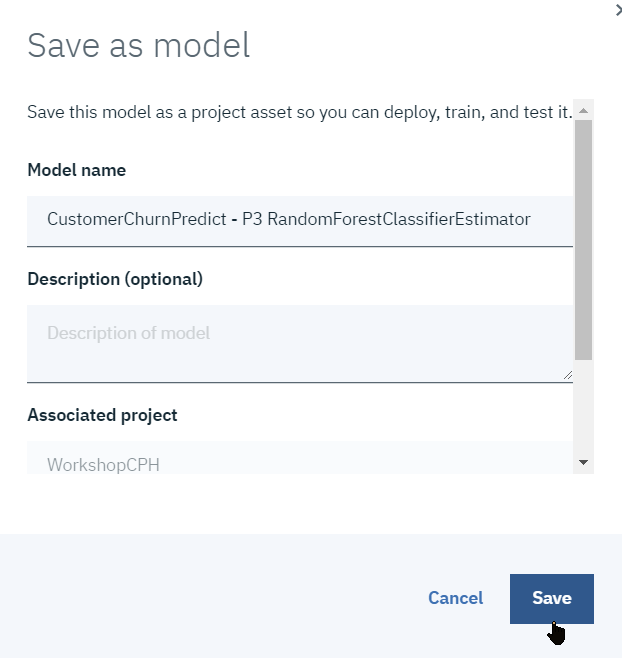 Save as model
Save this model as a project asset so you can deploy, train, and test it.
Model name
CustomerChurnPredict - P3 RandomForestClassifierEstimator
Description (optional)
Description of model
Associated project
WorkshopCPH
Cancel
Save